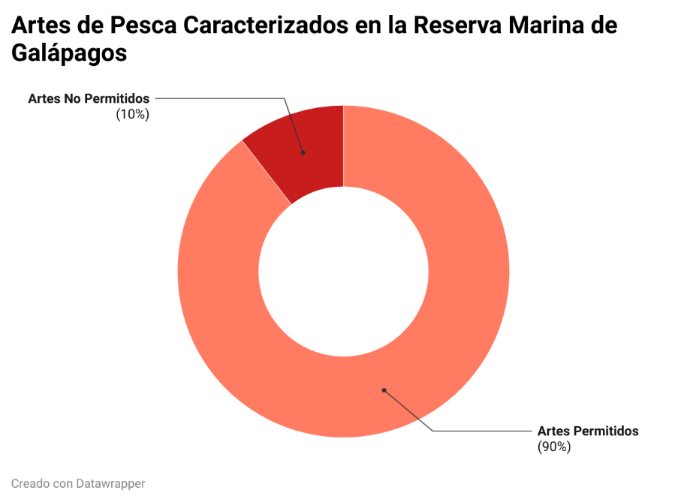 Artes de Pesca Caracterizados en la Reserva Marina de
Galápagos
Artes No Permitidos
(10%)
Artes Permitidos
(90%)
Creado con Datawrapper